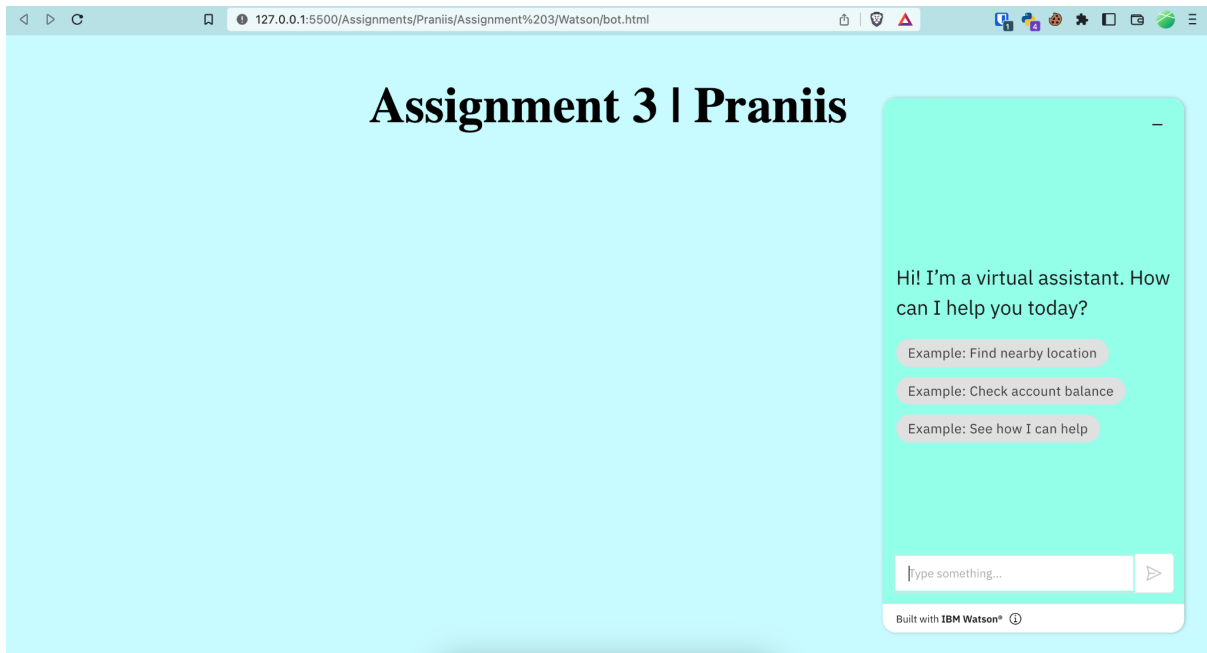 127.0.0.1:5500/Assignments/Praniis/Assignment%203/Watson/bot.html
1
4
Assignment 3 | Praniis
Hi! I’m a virtual assistant. How
can I help you today?
Example: Find nearby location
Example: Check account balance
Example: See how I can help
Type something...
Built with IBM Watson®